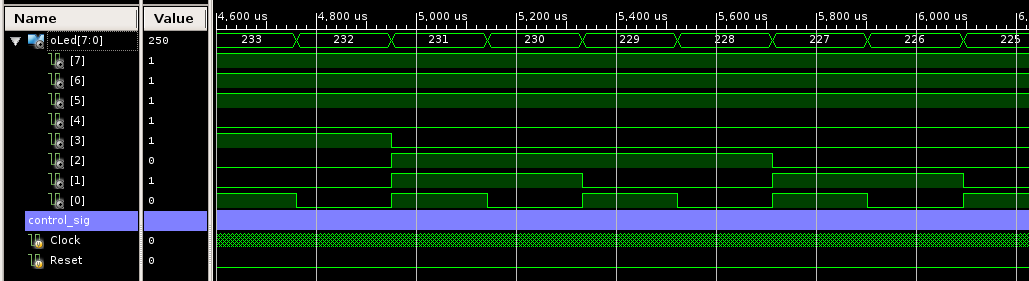 Name Value 4,600 us 4,800 us 5,000 us 5,200 us 5,400 us 5,600 us 5,800 us 6,000 us 6,
oLed[7:0] 250 233 232 231 230 229 228 227 226 225
[7] 1
[6] 1
[5] 1
[4] 1
[3] 1
[2] 0
[1] 1
[0] 0
control_sig
Clock 0
Reset 0